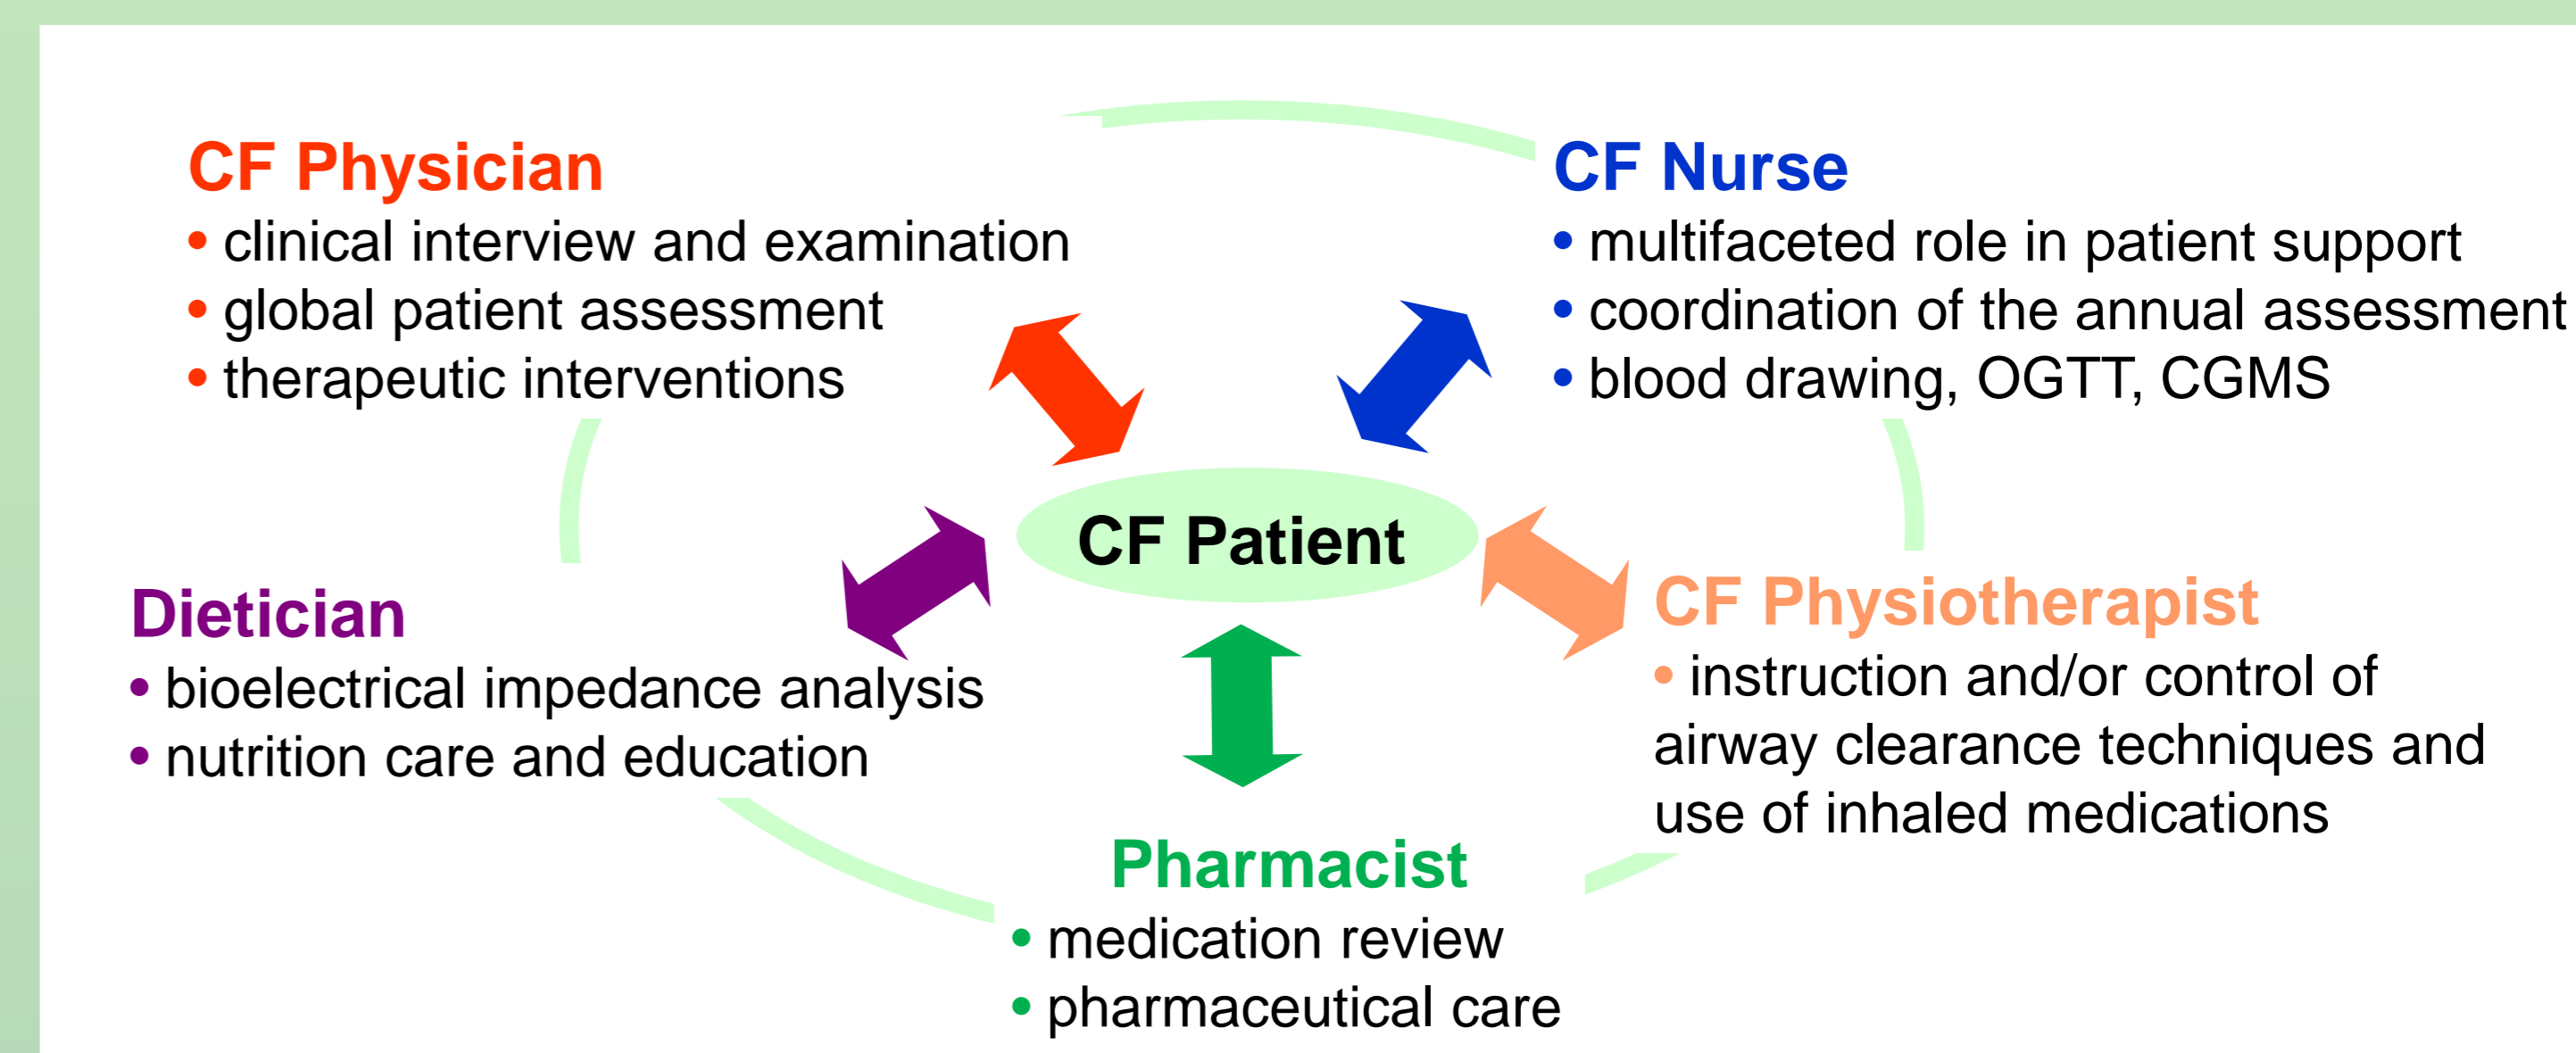 CF Physician
• clinical interview and examination
• global patient assessment
• therapeutic interventions
CF Nurse
• multifaceted role in patient support
• coordination of the annual assessment
• blood drawing, OGTT, CGMS
CF Patient
Dietician
• bioelectrical impedance analysis
• nutrition care and education
CF Physiotherapist
• instruction and/or control of
airway clearance techniques and
use of inhaled medications
Pharmacist
• medication review
• pharmaceutical care